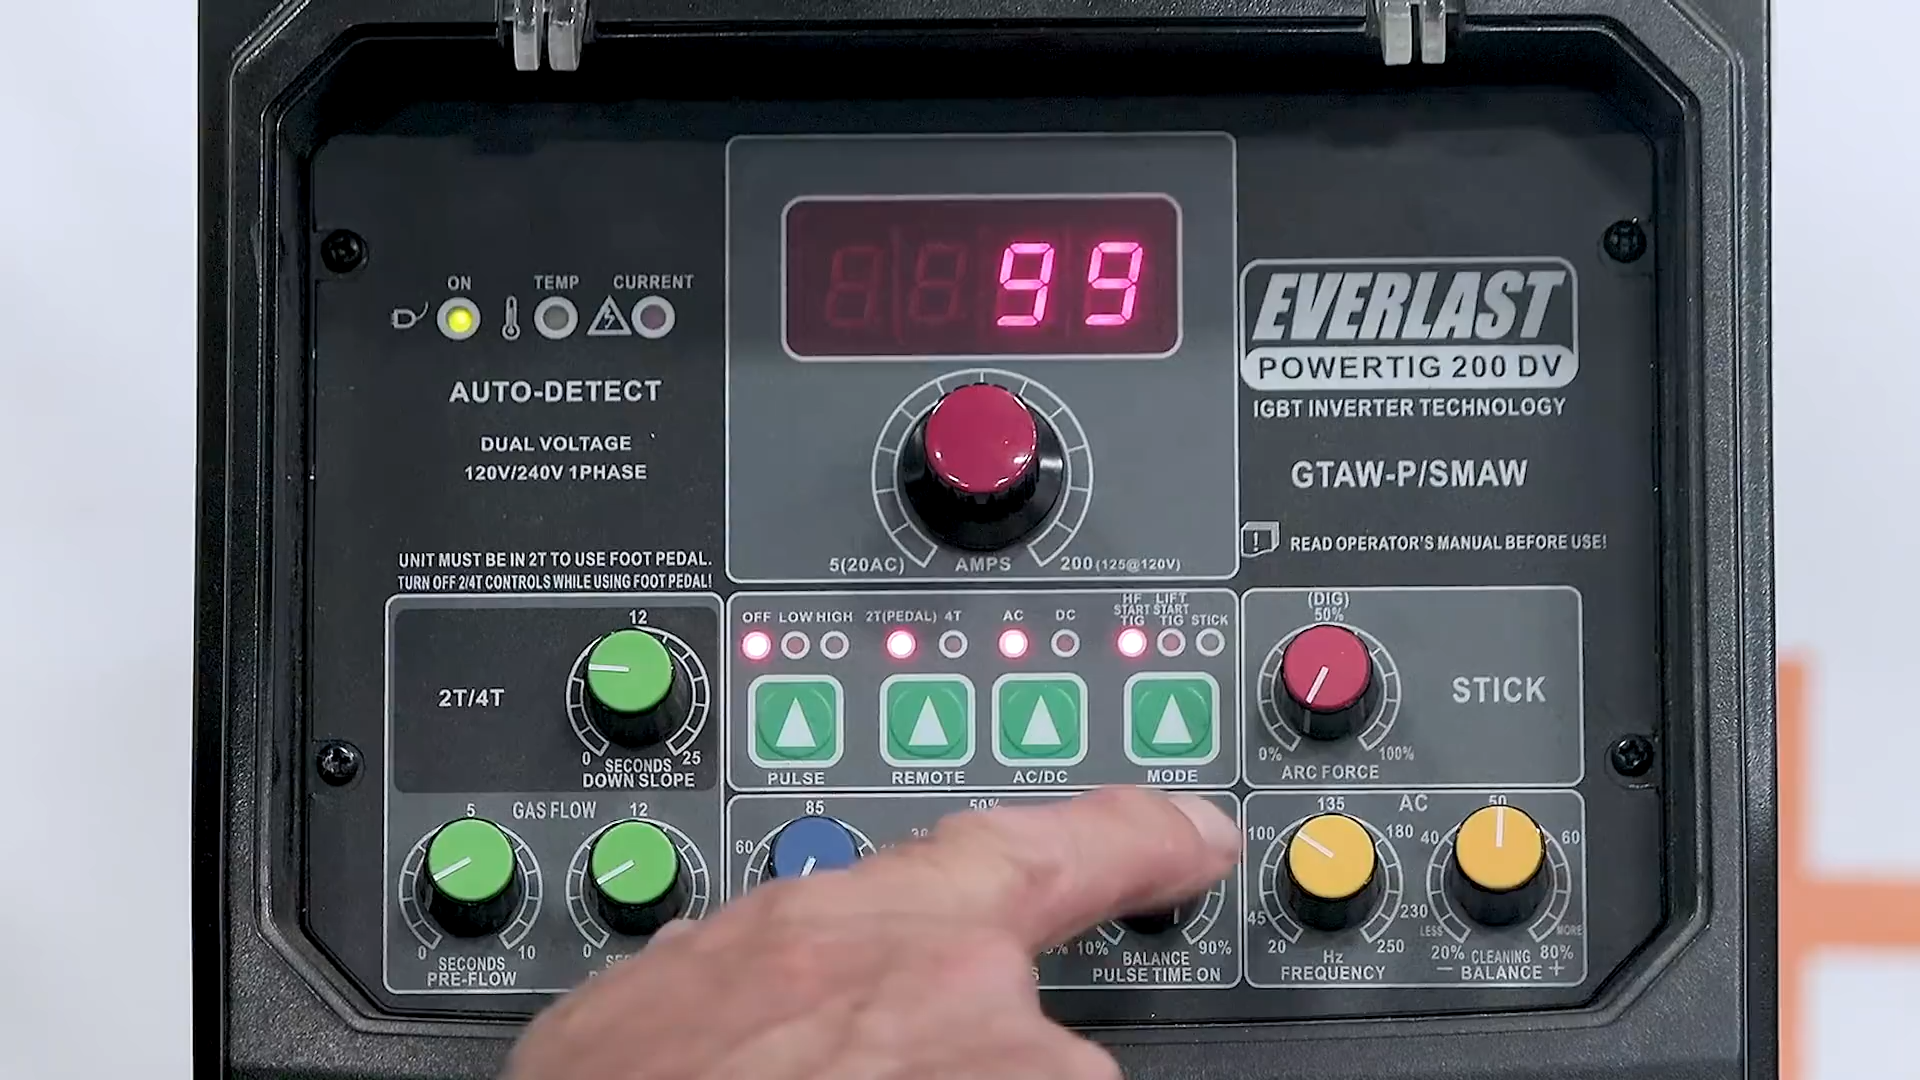 99
ON TEMP CURRENT
AUTO-DETECT
DUAL VOLTAGE
120V/240V 1PHASE
EVERLAST
POWERTIG 200 DV
IGBT INVERTER TECHNOLOGY
GTAW-P/SMAW
READ OPERATOR'S MANUAL BEFORE USE!
5(20AC) AMPS 200 (125@120V)
UNIT MUST BE IN 2T TO USE FOOT PEDAL.
TURN OFF 2/4T CONTROLS WHILE USING FOOT PEDAL!
12
2T/4T
0 SECONDS 25
DOWN SLOPE
OFF LOW HIGH
2T(PEDAL) 4T
AC DC
HF START TIG
LIFT START TIG
STICK
PULSE REMOTE AC/DC MODE
(DIG)
50%
STICK
0% 100%
ARC FORCE
5 GAS FLOW 12
0 SECONDS 10
PRE-FLOW
0
85
60
50%
10% BALANCE 90%
PULSE TIME ON
135 AC 50
100 180 40 60
45 230 LESS MORE
20 Hz 250
FREQUENCY
20% CLEANING 80%
− BALANCE +